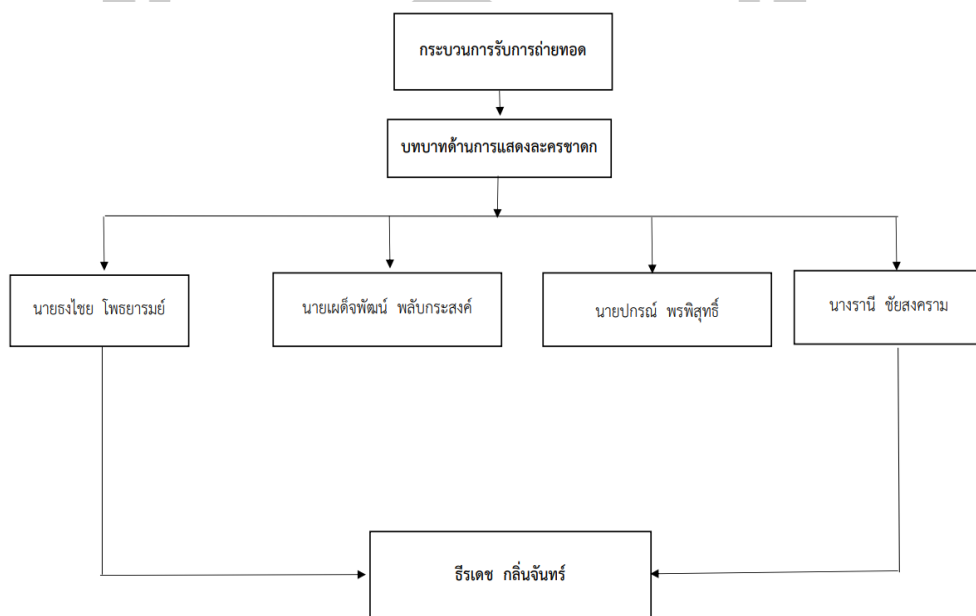 กระบวนการรับการถ่ายทอด
บทบาทด้านการแสดงละครชาดก
นายธงไชย โพธยารมย์
นายเผด็จพัฒน์ พลับกระสงค์
นายปกรณ์ พรพิสุทธิ์
นางรานี ชัยสงคราม
ธีรเดช กลิ่นจันทร์